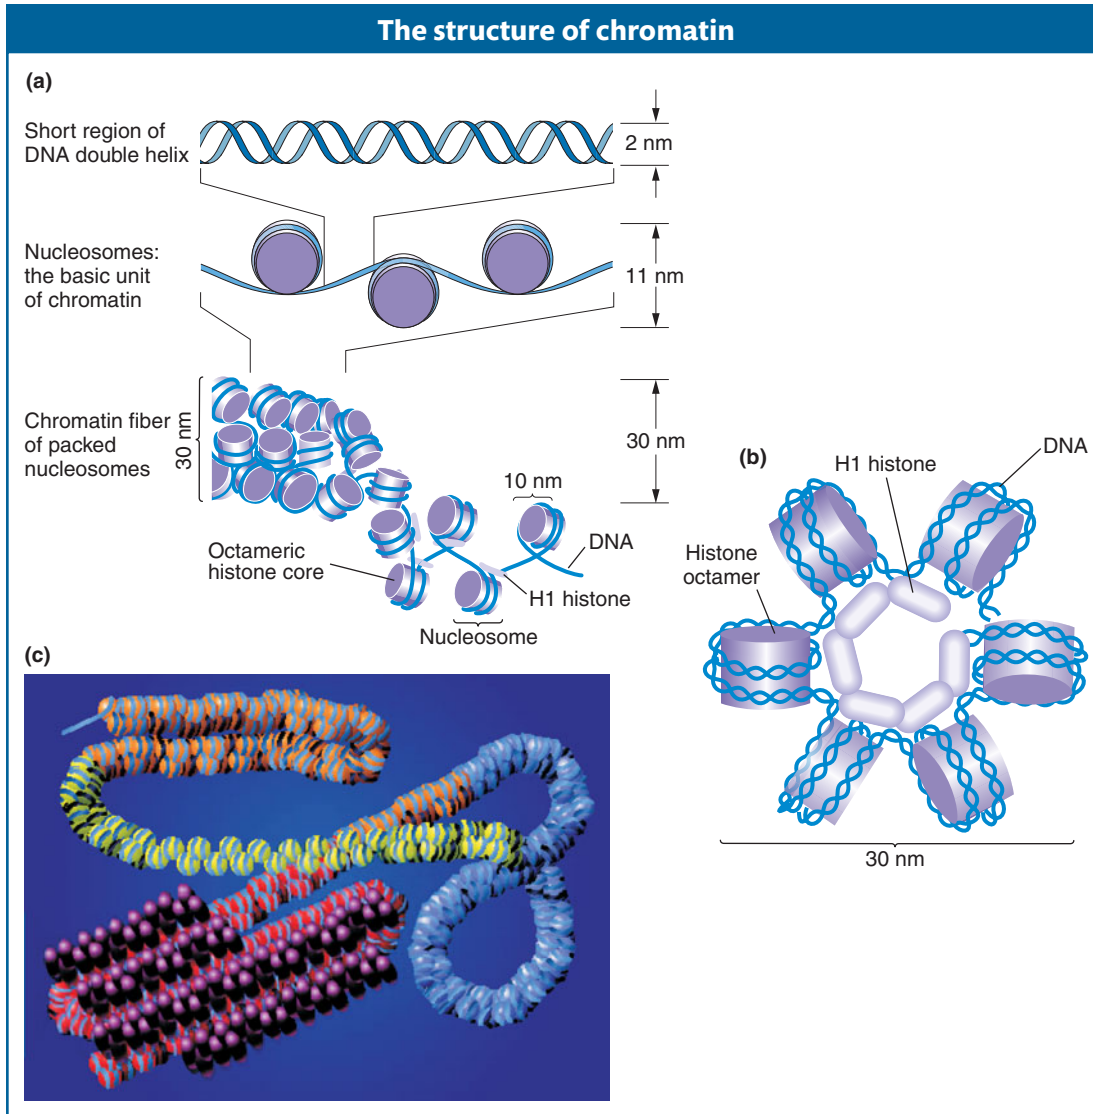 The structure of chromatin
(a)
Short region of
DNA double helix
2 nm
Nucleosomes:
the basic unit
of chromatin
11 nm
Chromatin fiber
of packed
nucleosomes
30 nm
30 nm
10 nm
Octameric
histone core
DNA
H1 histone
Nucleosome
(b)
H1 histone
DNA
Histone
octamer
30 nm
(c)